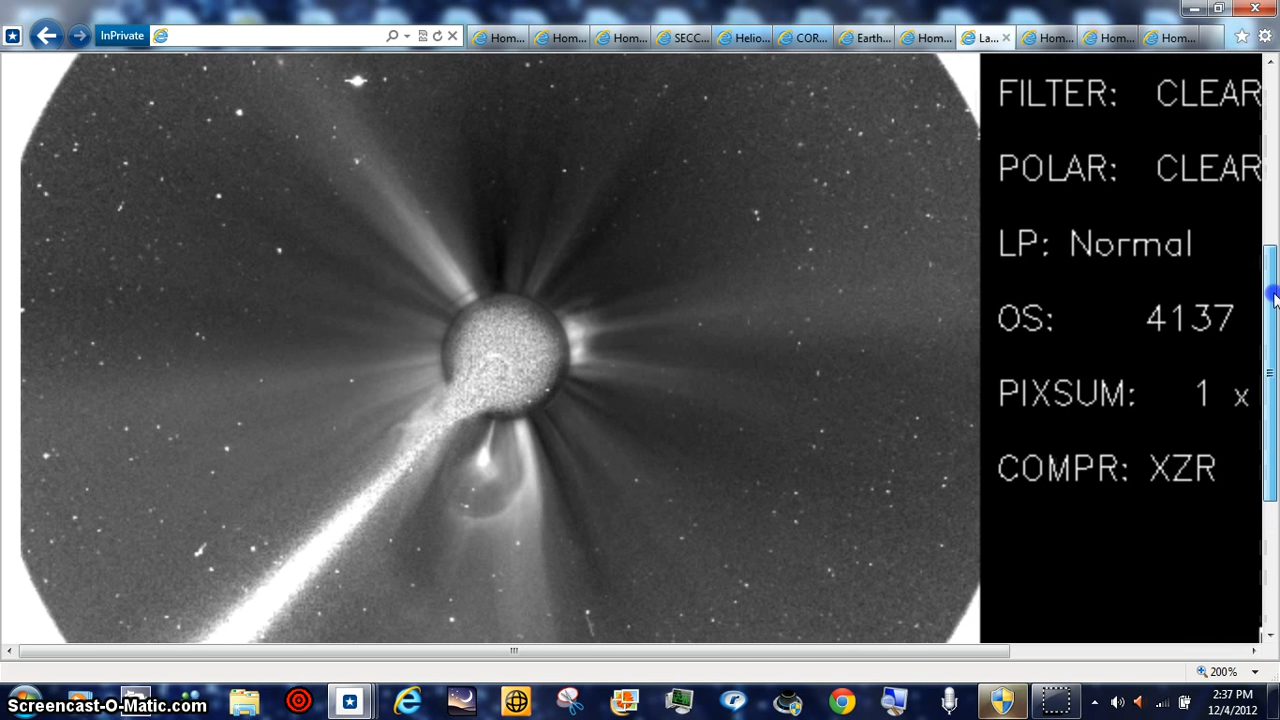 InPrivate
Hom...
Hom...
Hom...
SECC...
Helio...
COR...
Earth...
Hom...
La...
Hom...
Hom...
Hom...
FILTER: CLEAR
POLAR: CLEAR
LP: Normal
OS: 4137
PIXSUM: 1 x
COMPR: XZR
200%
Screencast-O-Matic.com
2:37 PM
12/4/2012